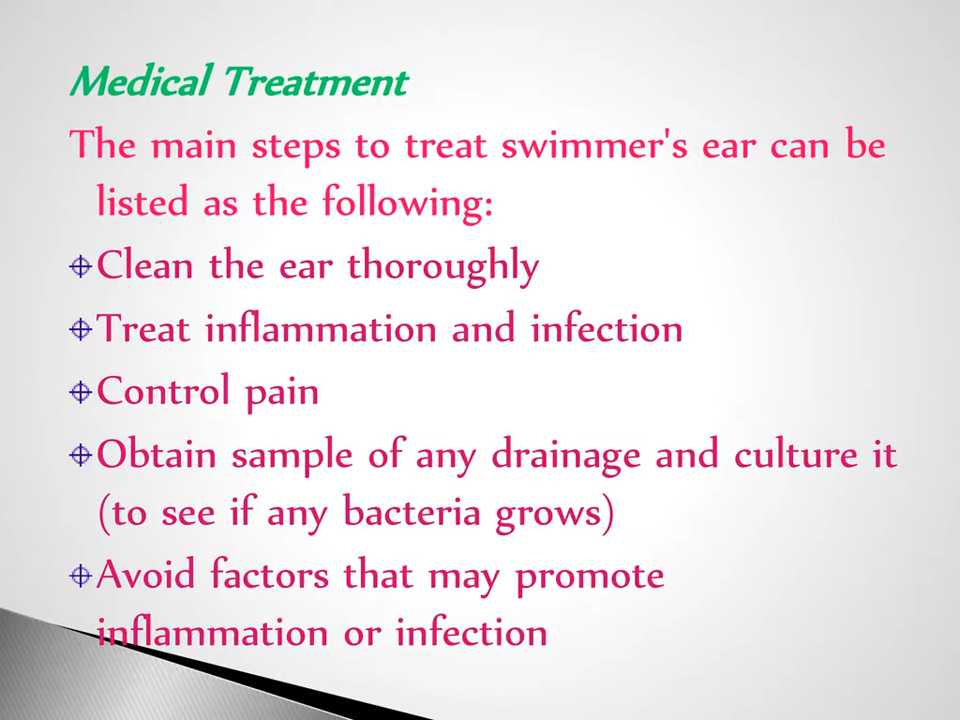 Medical Treatment
The main steps to treat swimmer's ear can be
listed as the following:
Clean the ear thoroughly
Treat inflammation and infection
Control pain
Obtain sample of any drainage and culture it
(to see if any bacteria grows)
Avoid factors that may promote
inflammation or infection